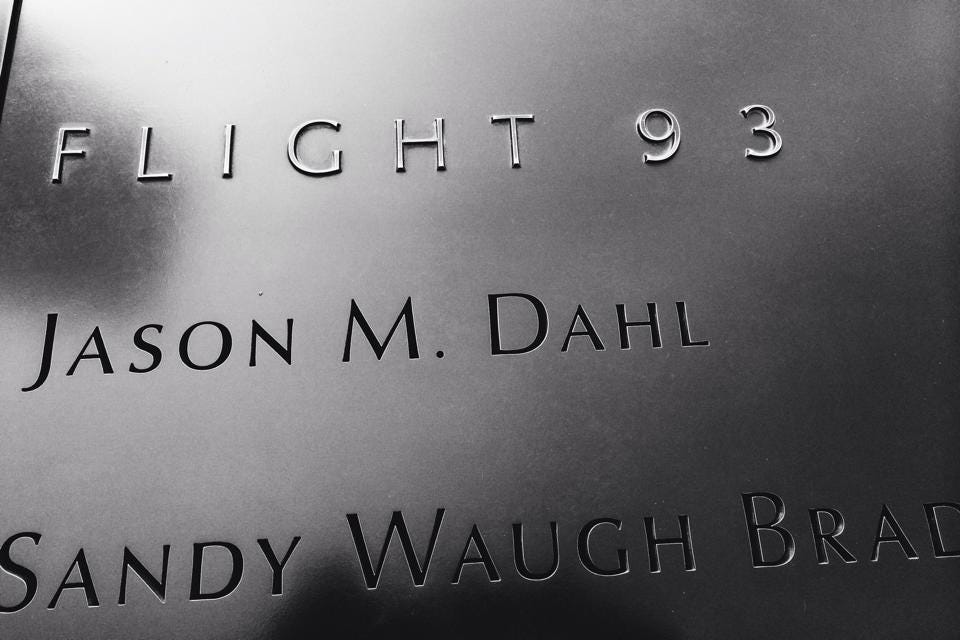 FLIGHT 93
JASON M. DAHL
SANDY WAUGH BRAD